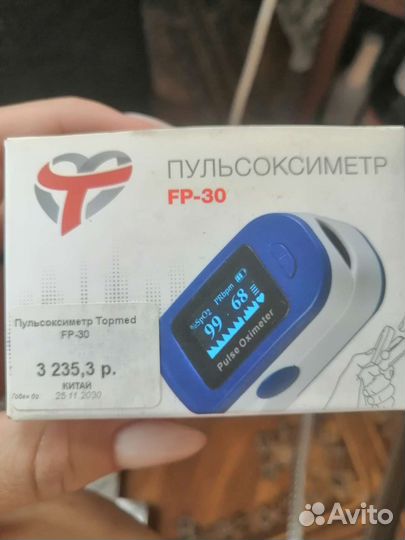 ПУЛЬСОКСИМЕТР
FP-30
%SpO2
PRbpm
99
68
Pulse Oximeter
Пульсоксиметр Topmed
FP-30
3 235,3 р.
КИТАЙ
Годен до 25.11.2030
Avito